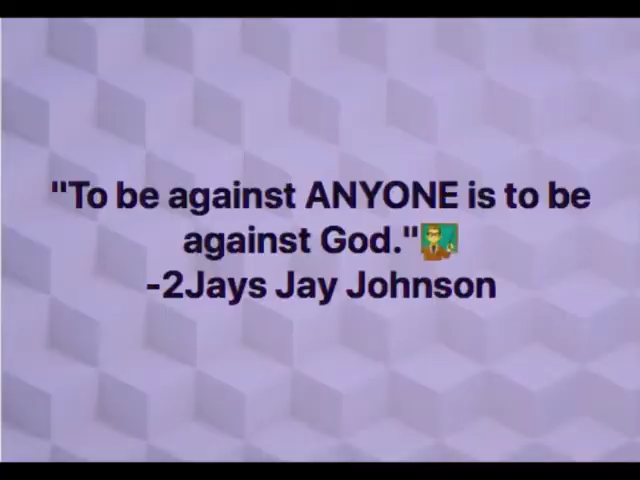 "To be against ANYONE is to be
against God."🧑‍🏫
-2Jays Jay Johnson